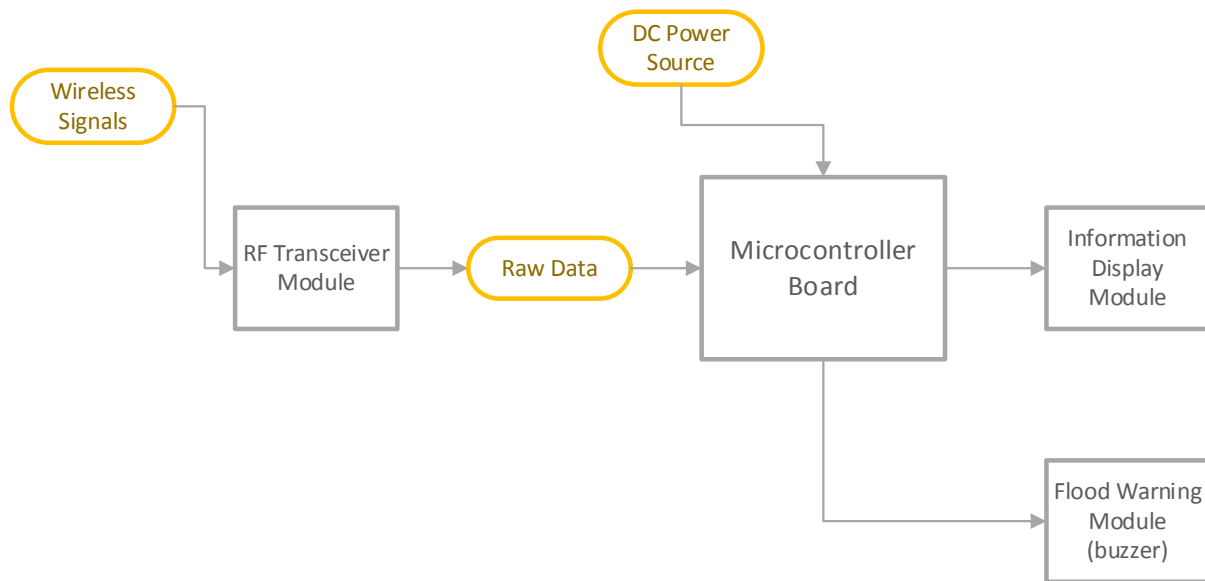 DC Power
Source
Wireless
Signals
RF Transceiver
Module
Raw Data
Microcontroller
Board
Information
Display
Module
Flood Warning
Module
(buzzer)